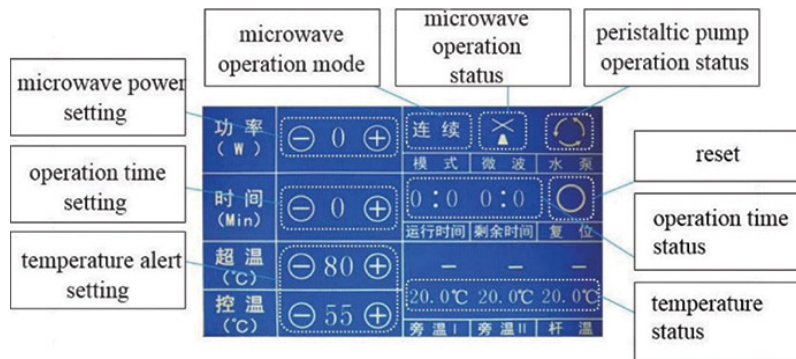 microwave
operation mode
microwave
operation
status
peristaltic pump
operation status
microwave power
setting
reset
operation time
setting
operation time
status
temperature alert
setting
temperature
status
功率
（W）
0
连续
模式 微波 水泵
时间
(Min)
0
0:0 0:0
运行时间 剩余时间 复位
超温
(℃)
80
控温
(℃)
55
20.0℃ 20.0℃ 20.0℃
旁温I 旁温II 杆温